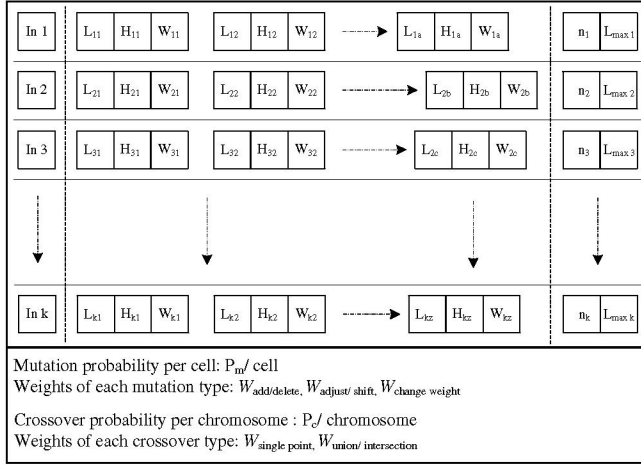 In 1 L11 H11 W11 L12 H12 W12 L1a H1a W1a n1 Lmax 1
In 2 L21 H21 W21 L22 H22 W22 L2b H2b W2b n2 Lmax 2
In 3 L31 H31 W31 L32 H32 W32 L2c H2c W2c n3 Lmax 3
In k Lk1 Hk1 Wk1 Lk2 Hk2 Wk2 Lkz Hkz Wkz nk Lmax k
Mutation probability per cell: Pm/ cell
Weights of each mutation type: Wadd/delete, Wadjust/ shift, Wchange weight
Crossover probability per chromosome : Pc/ chromosome
Weights of each crossover type: Wsingle point, Wunion/ intersection